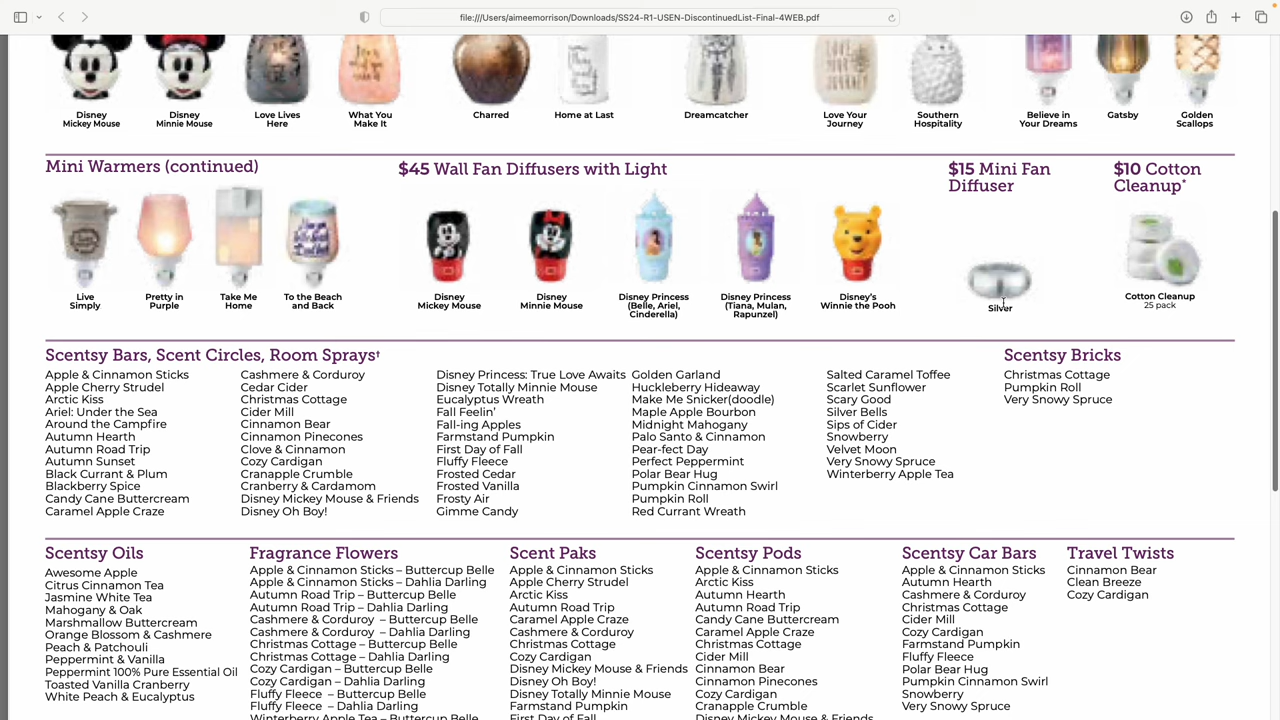 file:///Users/aimeemorrison/Downloads/SS24-R1-USEN-DiscontinuedList-Final-4WEB.pdf
Disney
Mickey Mouse
Disney
Minnie Mouse
Love Lives
Here
What You
Make It
Charred
Home at Last
Dreamcatcher
Love Your
Journey
Southern
Hospitality
Believe in
Your Dreams
Gatsby
Golden
Scallops
Mini Warmers (continued)
$45 Wall Fan Diffusers with Light
$15 Mini Fan
Diffuser
$10 Cotton
Cleanup*
Live
Simply
Pretty in
Purple
Take Me
Home
To the Beach
and Back
Disney
Mickey Mouse
Disney
Minnie Mouse
Disney Princess
(Belle, Ariel,
Cinderella)
Disney Princess
(Tiana, Mulan,
Rapunzel)
Disney's
Winnie the Pooh
Silver
Cotton Cleanup
25 pack
Scentsy Bars, Scent Circles, Room Sprays†
Apple & Cinnamon Sticks
Apple Cherry Strudel
Arctic Kiss
Ariel: Under the Sea
Around the Campfire
Autumn Hearth
Autumn Road Trip
Autumn Sunset
Black Currant & Plum
Blackberry Spice
Candy Cane Buttercream
Caramel Apple Craze
Cashmere & Corduroy
Cedar Cider
Christmas Cottage
Cider Mill
Cinnamon Bear
Cinnamon Pinecones
Clove & Cinnamon
Cozy Cardigan
Cranapple Crumble
Cranberry & Cardamom
Disney Mickey Mouse & Friends
Disney Oh Boy!
Disney Princess: True Love Awaits
Disney Totally Minnie Mouse
Eucalyptus Wreath
Fall Feelin'
Fall-ing Apples
Farmstand Pumpkin
First Day of Fall
Fluffy Fleece
Frosted Cedar
Frosted Vanilla
Frosty Air
Gimme Candy
Golden Garland
Huckleberry Hideaway
Make Me Snicker(doodle)
Maple Apple Bourbon
Midnight Mahogany
Palo Santo & Cinnamon
Pear-fect Day
Perfect Peppermint
Polar Bear Hug
Pumpkin Cinnamon Swirl
Pumpkin Roll
Red Currant Wreath
Salted Caramel Toffee
Scarlet Sunflower
Scary Good
Silver Bells
Sips of Cider
Snowberry
Velvet Moon
Very Snowy Spruce
Winterberry Apple Tea
Scentsy Bricks
Christmas Cottage
Pumpkin Roll
Very Snowy Spruce
Scentsy Oils
Awesome Apple
Citrus Cinnamon Tea
Jasmine White Tea
Mahogany & Oak
Marshmallow Buttercream
Orange Blossom & Cashmere
Peach & Patchouli
Peppermint & Vanilla
Peppermint 100% Pure Essential Oil
Toasted Vanilla Cranberry
White Peach & Eucalyptus
Fragrance Flowers
Apple & Cinnamon Sticks – Buttercup Belle
Apple & Cinnamon Sticks – Dahlia Darling
Autumn Road Trip – Buttercup Belle
Autumn Road Trip – Dahlia Darling
Cashmere & Corduroy – Buttercup Belle
Cashmere & Corduroy – Dahlia Darling
Christmas Cottage – Buttercup Belle
Christmas Cottage – Dahlia Darling
Cozy Cardigan – Buttercup Belle
Cozy Cardigan – Dahlia Darling
Fluffy Fleece – Buttercup Belle
Fluffy Fleece – Dahlia Darling
Winterberry Apple Tea – Buttercup Belle
Scent Paks
Apple & Cinnamon Sticks
Apple Cherry Strudel
Arctic Kiss
Autumn Road Trip
Caramel Apple Craze
Cashmere & Corduroy
Christmas Cottage
Cozy Cardigan
Disney Mickey Mouse & Friends
Disney Oh Boy!
Disney Totally Minnie Mouse
Farmstand Pumpkin
First Day of Fall
Scentsy Pods
Apple & Cinnamon Sticks
Arctic Kiss
Autumn Hearth
Autumn Road Trip
Candy Cane Buttercream
Caramel Apple Craze
Christmas Cottage
Cider Mill
Cinnamon Bear
Cinnamon Pinecones
Cozy Cardigan
Cranapple Crumble
Disney Mickey Mouse & Friends
Scentsy Car Bars
Apple & Cinnamon Sticks
Autumn Hearth
Cashmere & Corduroy
Christmas Cottage
Cider Mill
Cozy Cardigan
Farmstand Pumpkin
Fluffy Fleece
Polar Bear Hug
Pumpkin Cinnamon Swirl
Snowberry
Very Snowy Spruce
Travel Twists
Cinnamon Bear
Clean Breeze
Cozy Cardigan